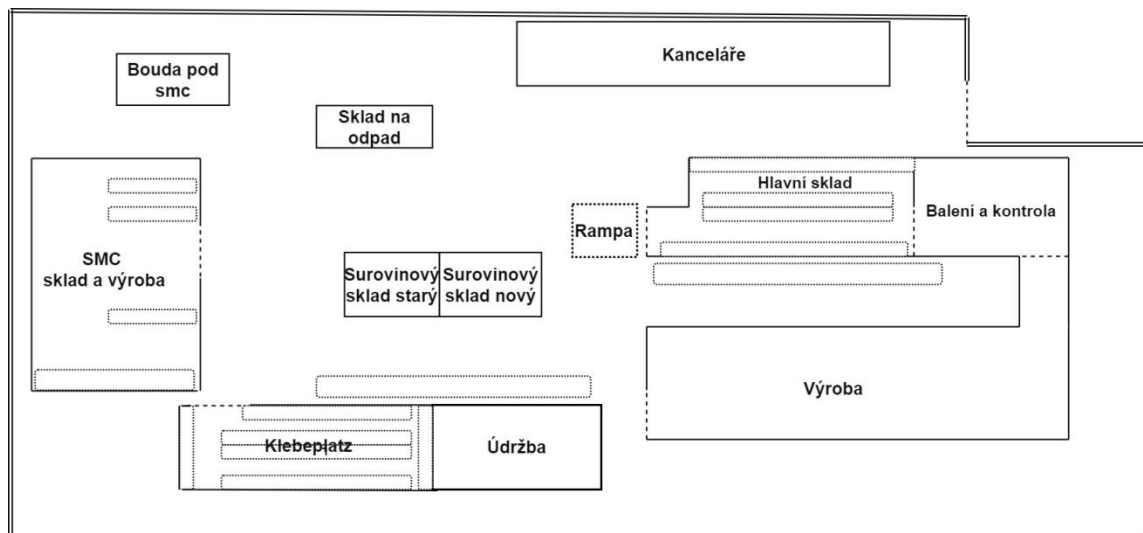 Kanceláře
Bouda pod
smc
Sklad na
odpad
Hlavní sklad
Balení a kontrola
Rampa
SMC
sklad a výroba
Surovinový
sklad starý
Surovinový
sklad nový
Výroba
Klebeplatz
Údržba